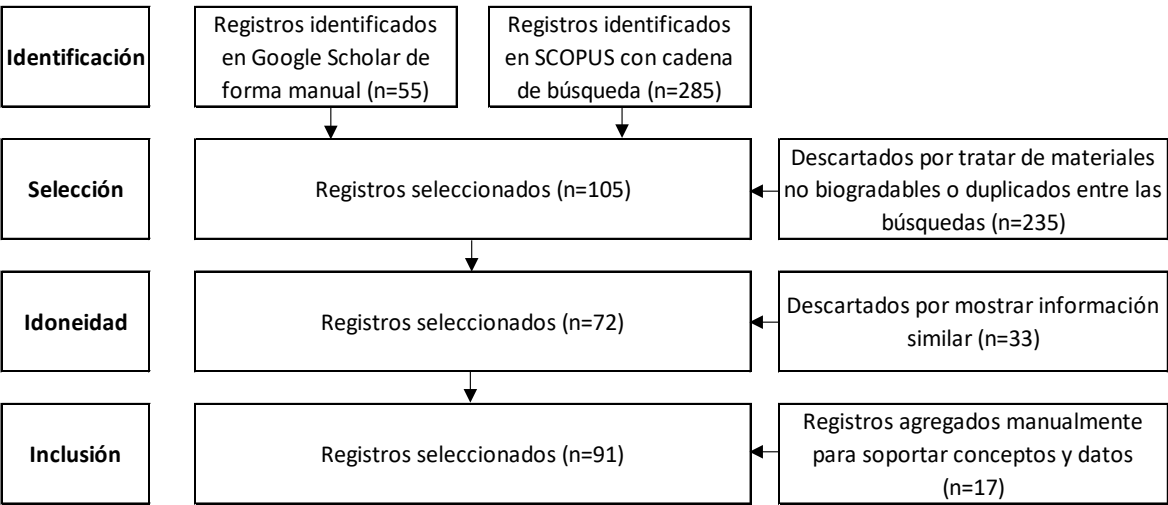 Identificación
Registros identificados
en Google Scholar de
forma manual (n=55)
Registros identificados
en SCOPUS con cadena
de búsqueda (n=285)
Selección
Registros seleccionados (n=105)
Descartados por tratar de materiales
no biogradables o duplicados entre las
búsquedas (n=235)
Idoneidad
Registros seleccionados (n=72)
Descartados por mostrar información
similar (n=33)
Inclusión
Registros seleccionados (n=91)
Registros agregados manualmente
para soportar conceptos y datos
(n=17)